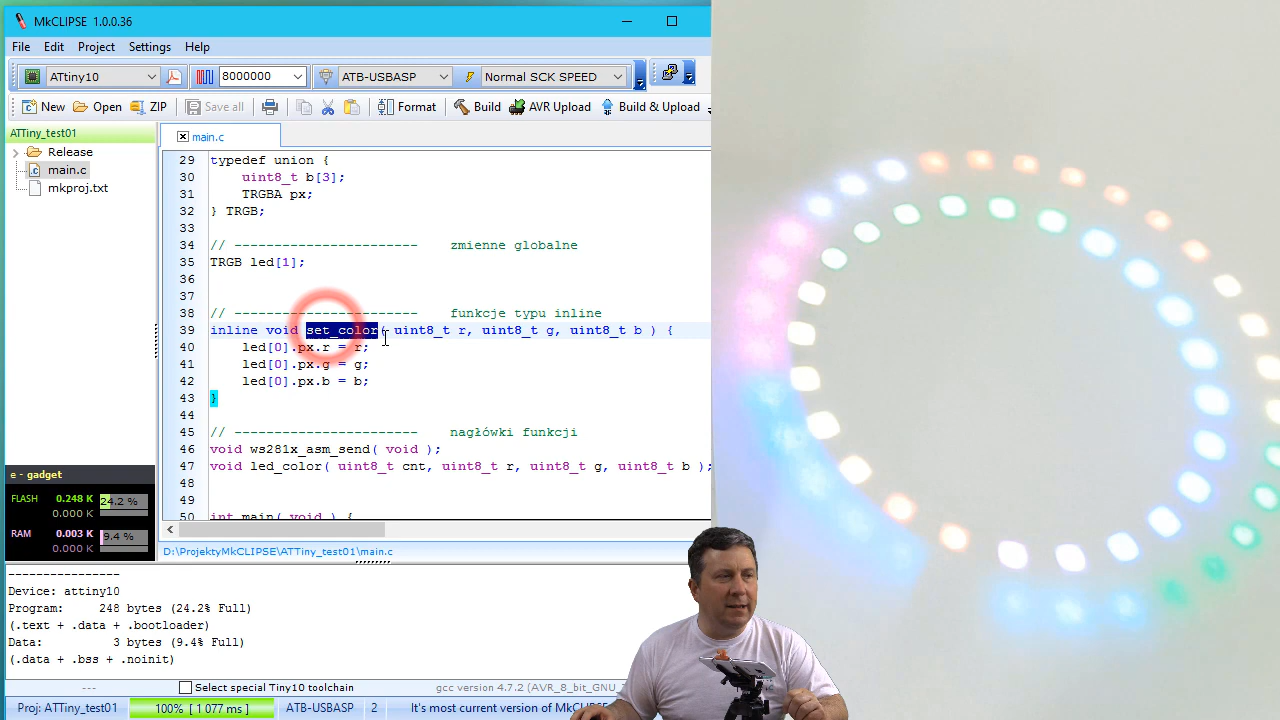 MkCLIPSE 1.0.0.36
File Edit Project Settings Help
ATtiny10 8000000 ATB-USBASP Normal SCK SPEED
New Open ZIP Save all Format Build AVR Upload Build & Upload
ATTiny_test01
Release
main.c
mkproj.txt
main.c
29 typedef union {
30 uint8_t b[3];
31 TRGBA px;
32 } TRGB;
33
34 // ----------------------- zmienne globalne
35 TRGB led[1];
36
37
38 // ----------------------- funkcje typu inline
39 inline void set_color( uint8_t r, uint8_t g, uint8_t b ) {
40 led[0].px.r = r;
41 led[0].px.g = g;
42 led[0].px.b = b;
43 }
44
45 // ----------------------- nagłówki funkcji
46 void ws281x_asm_send( void );
47 void led_color( uint8_t cnt, uint8_t r, uint8_t g, uint8_t b );
48
49
50 int main( void ) {
e - gadget
FLASH 0.248 K 24.2 %
0.000 K
RAM 0.003 K 9.4 %
0.000 K
D:\ProjektyMkCLIPSE\ATTiny_test01\main.c
----------------
Device: attiny10
Program: 248 bytes (24.2% Full)
(.text + .data + .bootloader)
Data: 3 bytes (9.4% Full)
(.data + .bss + .noinit)
--- Select special Tiny10 toolchain gcc version 4.7.2 (AVR_8_bit_GNU_
Proj: ATTiny_test01 100% [ 1 077 ms ] ATB-USBASP 2 It's most current version of MkCLIPSE